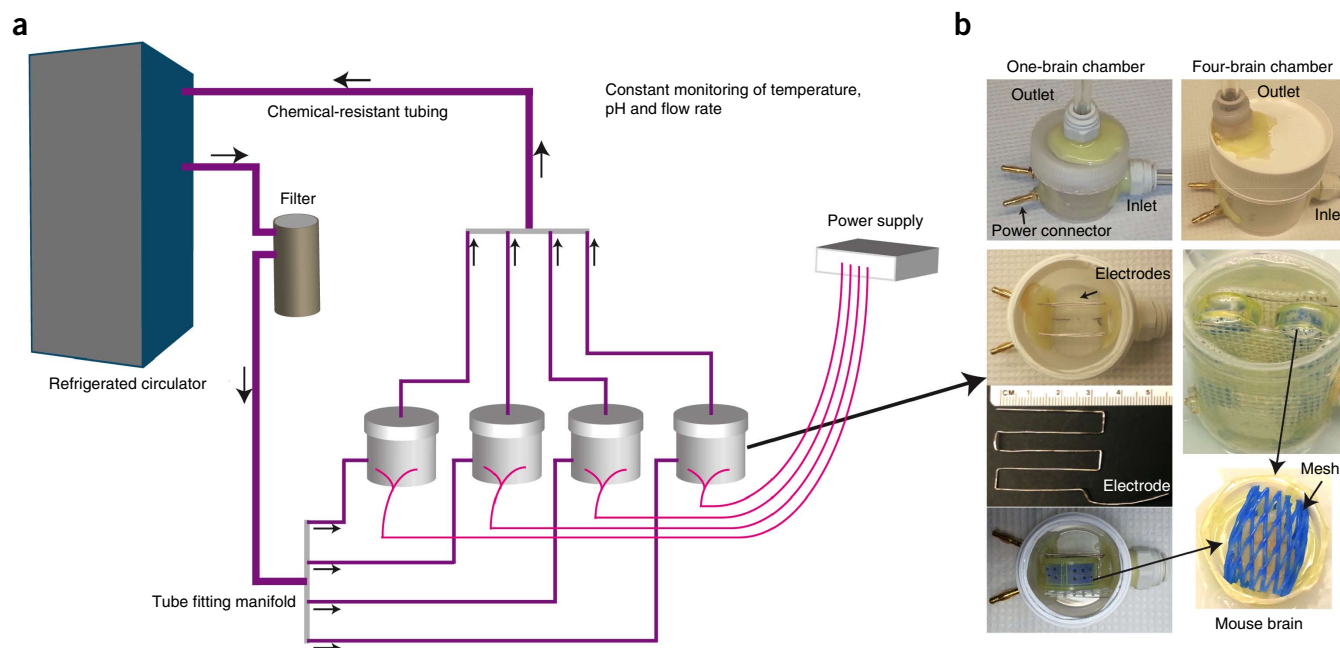 a
Chemical-resistant tubing
Constant monitoring of temperature,
pH and flow rate
Filter
Power supply
Refrigerated circulator
Tube fitting manifold
b
One-brain chamber
Four-brain chamber
Outlet
Outlet
Inlet
Inlet
Power connector
Electrodes
CM 1 2 3 4 5
Electrode
Mesh
Mouse brain